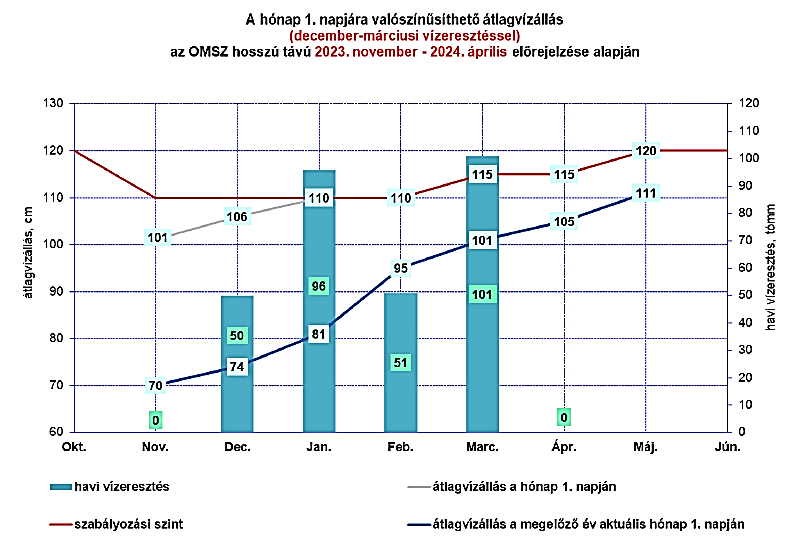 A hónap 1. napjára valószínűsíthető átlagvízállás
(december-márciusi vízeresztéssel)
az OMSZ hosszú távú 2023. november - 2024. április előrejelzése alapján
átlagvízállás, cm
130
120
110
100
90
80
70
60
120
110
100
90
80
70
60
50
40
30
20
10
0
havi vízeresztés, tömm
101
106
110
110
115
115
120
70
74
81
95
101
105
111
0
50
96
51
101
0
Okt.
Nov.
Dec.
Jan.
Feb.
Marc.
Ápr.
Máj.
Jún.
havi vízeresztés
átlagvízállás a hónap 1. napján
szabályozási szint
átlagvízállás a megelőző év aktuális hónap 1. napján